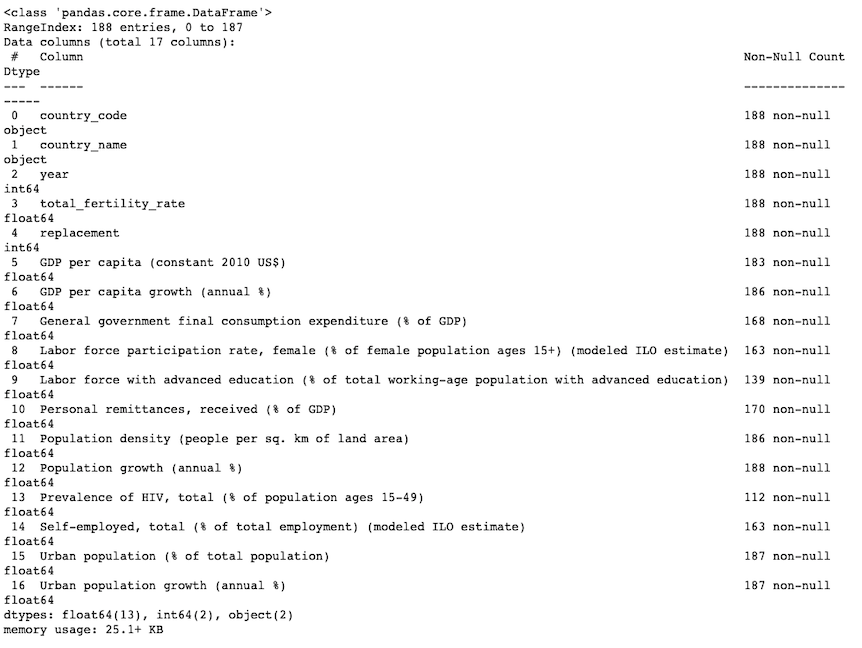 <class 'pandas.core.frame.DataFrame'>
RangeIndex: 188 entries, 0 to 187
Data columns (total 17 columns):
 #   Column                                                                                            Non-Null Count
Dtype
---  ------                                                                                            --------------
-----
 0   country_code                                                                                      188 non-null
object
 1   country_name                                                                                      188 non-null
object
 2   year                                                                                              188 non-null
int64
 3   total_fertility_rate                                                                              188 non-null
float64
 4   replacement                                                                                       188 non-null
int64
 5   GDP per capita (constant 2010 US$)                                                                183 non-null
float64
 6   GDP per capita growth (annual %)                                                                  186 non-null
float64
 7   General government final consumption expenditure (% of GDP)                                       168 non-null
float64
 8   Labor force participation rate, female (% of female population ages 15+) (modeled ILO estimate)   163 non-null
float64
 9   Labor force with advanced education (% of total working-age population with advanced education)   139 non-null
float64
 10  Personal remittances, received (% of GDP)                                                         170 non-null
float64
 11  Population density (people per sq. km of land area)                                               186 non-null
float64
 12  Population growth (annual %)                                                                      188 non-null
float64
 13  Prevalence of HIV, total (% of population ages 15-49)                                             112 non-null
float64
 14  Self-employed, total (% of total employment) (modeled ILO estimate)                               163 non-null
float64
 15  Urban population (% of total population)                                                          187 non-null
float64
 16  Urban population growth (annual %)                                                                187 non-null
float64
dtypes: float64(13), int64(2), object(2)
memory usage: 25.1+ KB